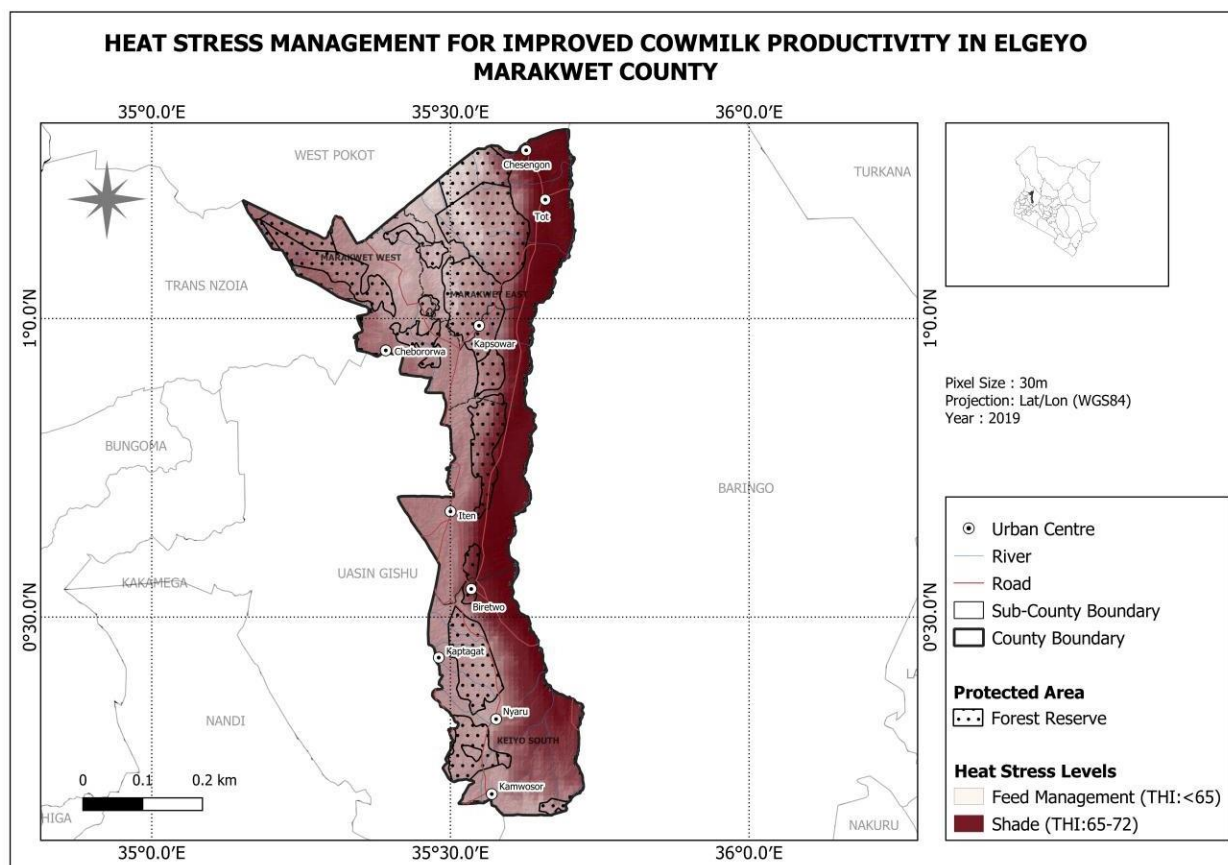 HEAT STRESS MANAGEMENT FOR IMPROVED COWMILK PRODUCTIVITY IN ELGEYO
MARAKWET COUNTY
35°0.0′E
35°30.0′E
36°0.0′E
WEST POKOT
TURKANA
Chesengon
Tot
MARAKWET WEST
TRANS NZOIA
MARAKWET EAST
1°0.0′N
1°0.0′N
Kapsowar
Chebororwa
Pixel Size : 30m
Projection: Lat/Lon (WGS84)
Year : 2019
BUNGOMA
BARINGO
Iten
UASIN GISHU
KAKAMEGA
Biretwo
0°30.0′N
0°30.0′N
Kaptagat
LA
NANDI
Nyaru
KEIYO SOUTH
Kamwosor
0 0.1 0.2 km
HIGA
NAKURU
35°0.0′E
35°30.0′E
36°0.0′E
Urban Centre
River
Road
Sub-County Boundary
County Boundary
Protected Area
Forest Reserve
Heat Stress Levels
Feed Management (THI:<65)
Shade (THI:65-72)